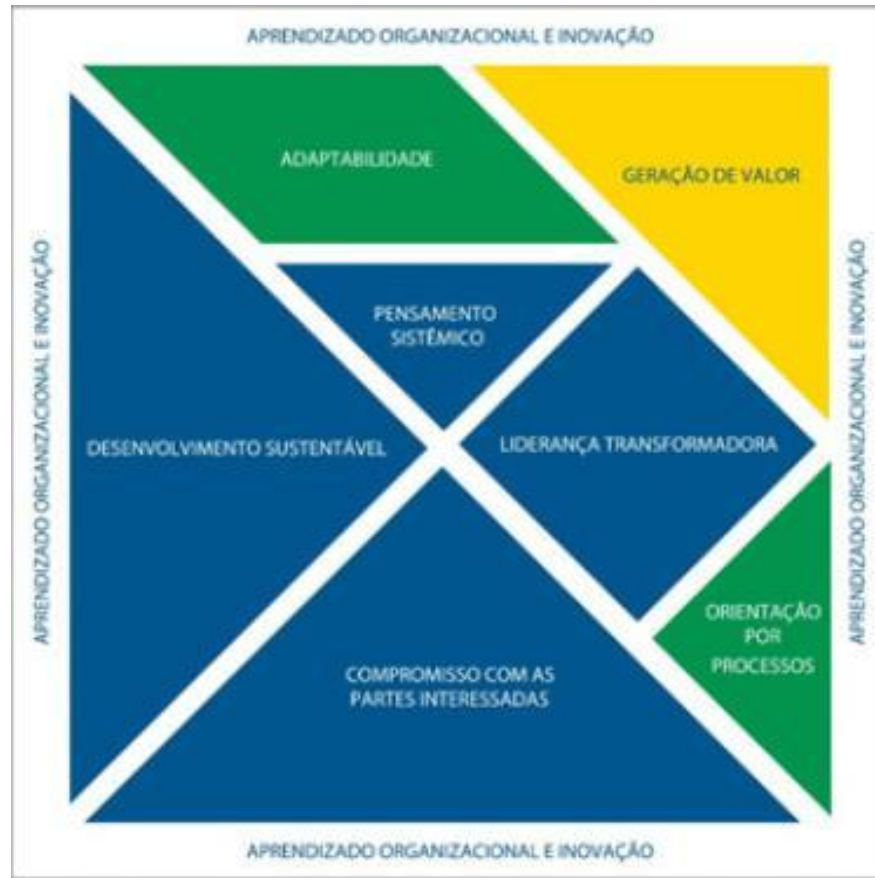 APRENDIZADO ORGANIZACIONAL E INOVAÇÃO
ADAPTABILIDADE
GERAÇÃO DE VALOR
PENSAMENTO
SISTÊMICO
APRENDIZADO ORGANIZACIONAL E INOVAÇÃO
DESENVOLVIMENTO SUSTENTÁVEL
LIDERANÇA TRANSFORMADORA
APRENDIZADO ORGANIZACIONAL E INOVAÇÃO
ORIENTAÇÃO
POR
PROCESSOS
COMPROMISSO COM AS
PARTES INTERESSADAS
APRENDIZADO ORGANIZACIONAL E INOVAÇÃO